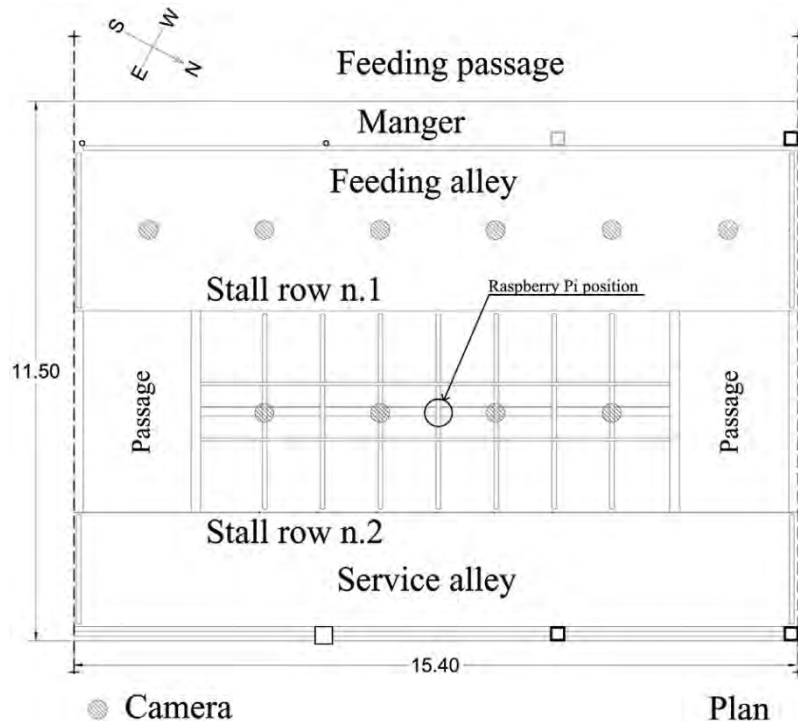 S
W
E
N
Feeding passage
Manger
Feeding alley
Stall row n.1
Raspberry Pi position
11.50
Passage
Passage
Stall row n.2
Service alley
15.40
Camera
Plan